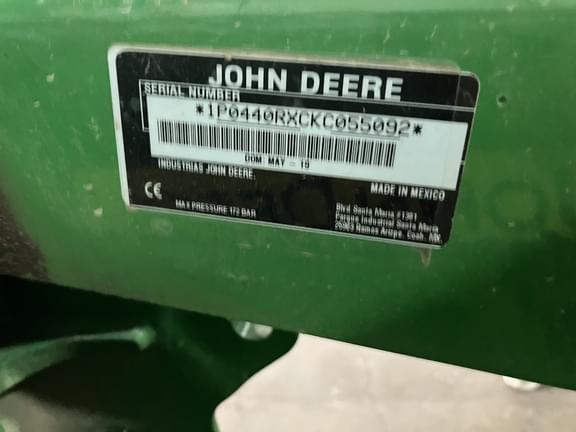 JOHN DEERE
SERIAL NUMBER
*1P0440RXCKC055092*
DOM MAY - 19
INDUSTRIAS JOHN DEERE.
MADE IN MEXICO
CE
MAX PRESSURE 172 BAR
Blvd Santa Maria #1301
Parque Industrial Santa Maria
25903 Ramos Arizpe, Coah. MX.